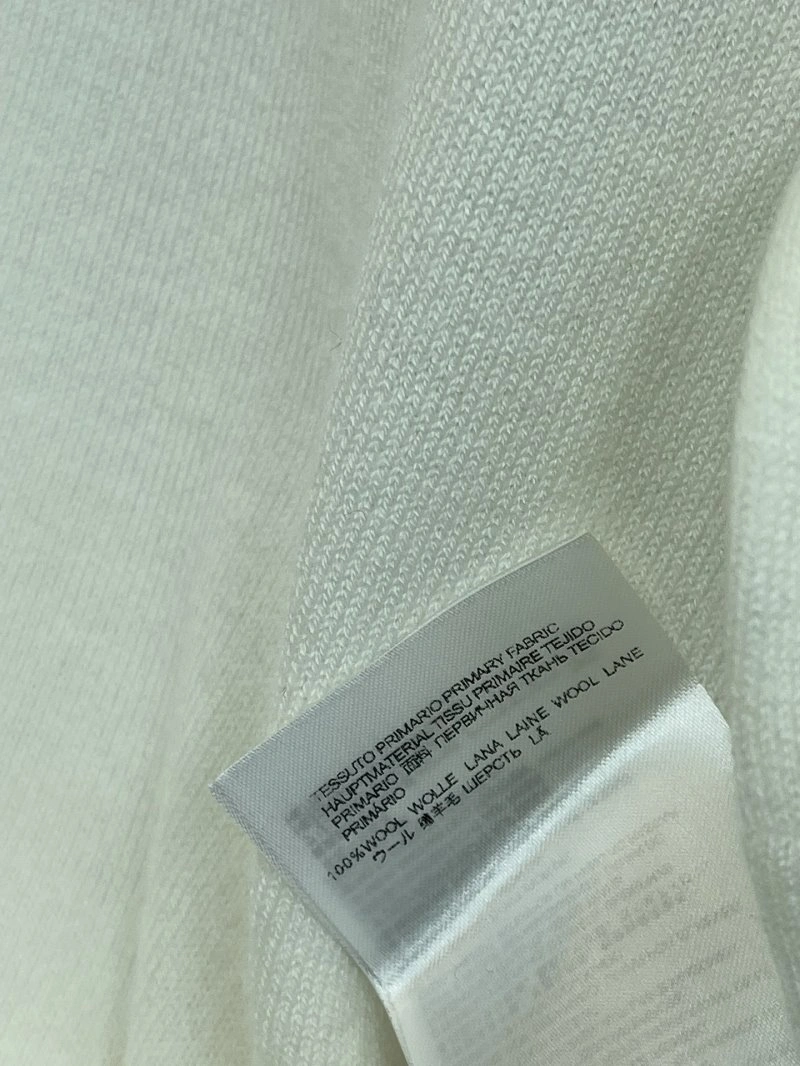 TESSUTO PRIMARIO PRIMARY FABRIC
HAUPTMATERIAL TISSU PRIMAIRE TEJIDO
PRIMARIO 面料 ПЕРВИЧНАЯ ТКАНЬ TECIDO
PRIMÁRIO
100%WOOL WOLLE LANA LAINE WOOL LANE
ウール 绵羊毛 ШЕРСТЬ LÃ